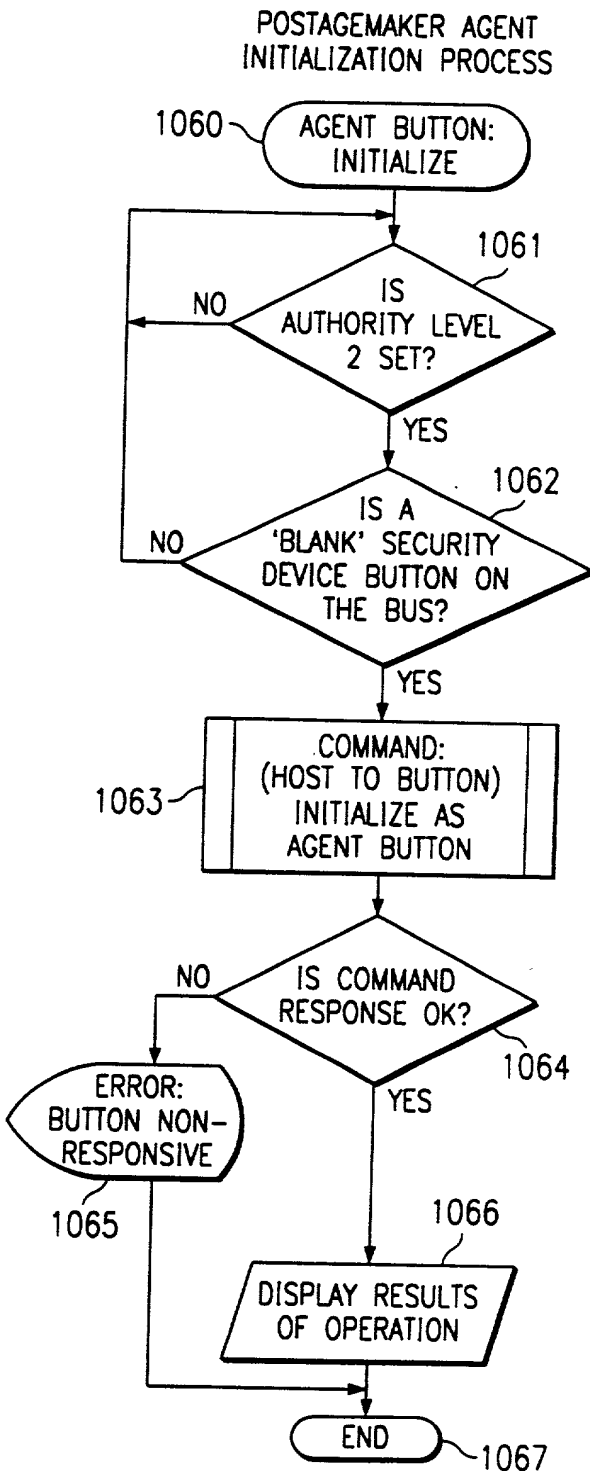 POSTAGEMAKER AGENT
INITIALIZATION PROCESS
1060
AGENT BUTTON:
INITIALIZE
1061
IS
AUTHORITY LEVEL
2 SET?
NO
YES
1062
IS A
'BLANK' SECURITY
DEVICE BUTTON ON
THE BUS?
NO
YES
1063
COMMAND:
(HOST TO BUTTON)
INITIALIZE AS
AGENT BUTTON
NO
IS COMMAND
RESPONSE OK?
1064
YES
ERROR:
BUTTON NON-
RESPONSIVE
1065
1066
DISPLAY RESULTS
OF OPERATION
END
1067